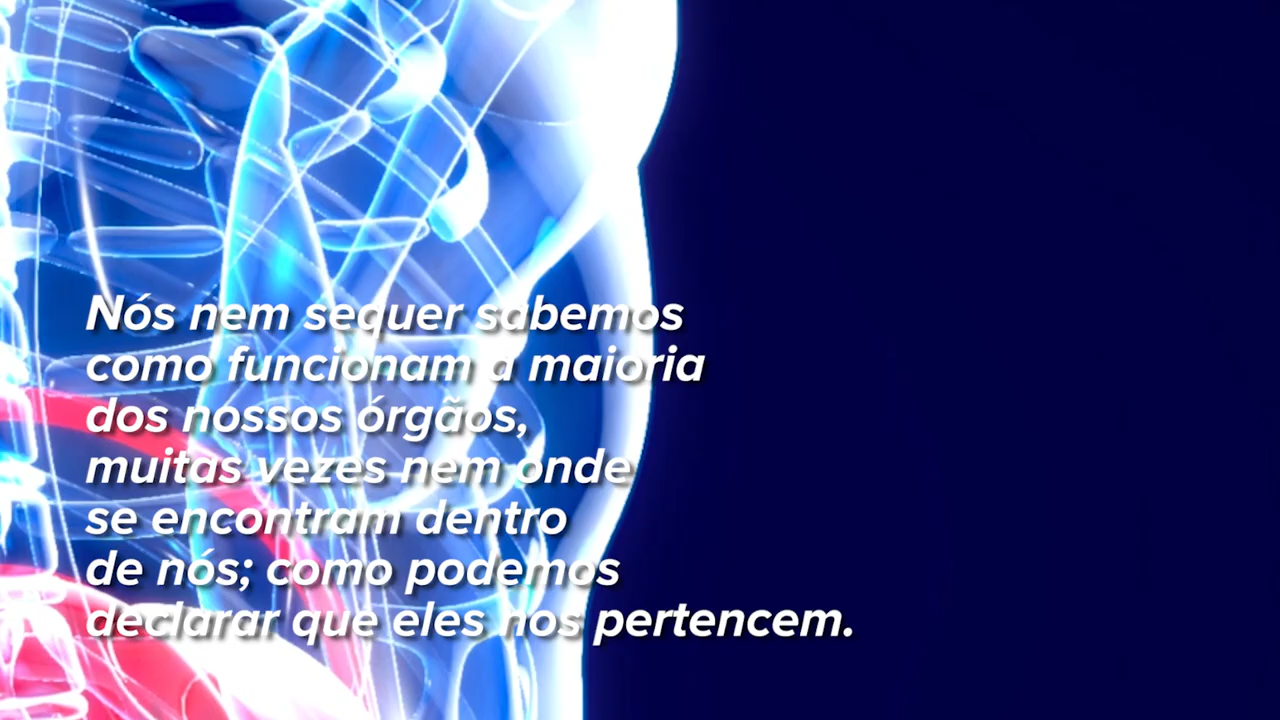 Nós nem sequer sabemos
como funcionam a maioria
dos nossos órgãos,
muitas vezes nem onde
se encontram dentro
de nós; como podemos
declarar que eles nos pertencem.